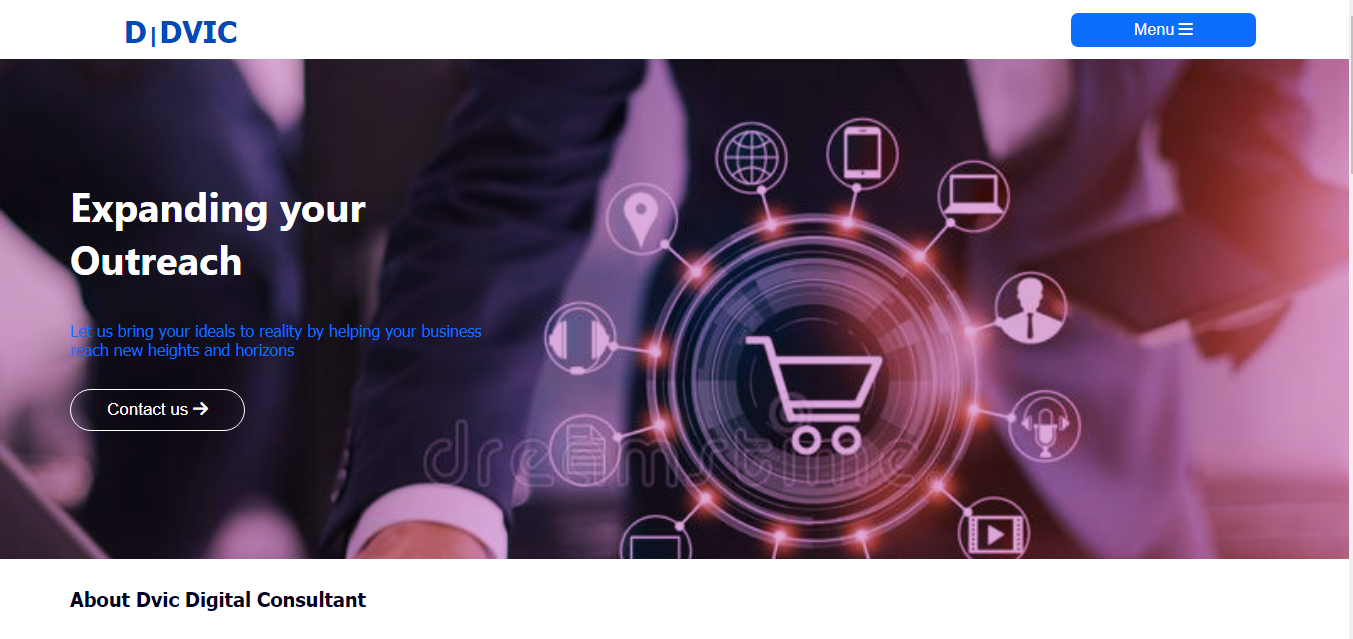 D|DVIC
Menu
Expanding your
Outreach
Let us bring your ideals to reality by helping your business
reach new heights and horizons
Contact us
dreamstime
About Dvic Digital Consultant